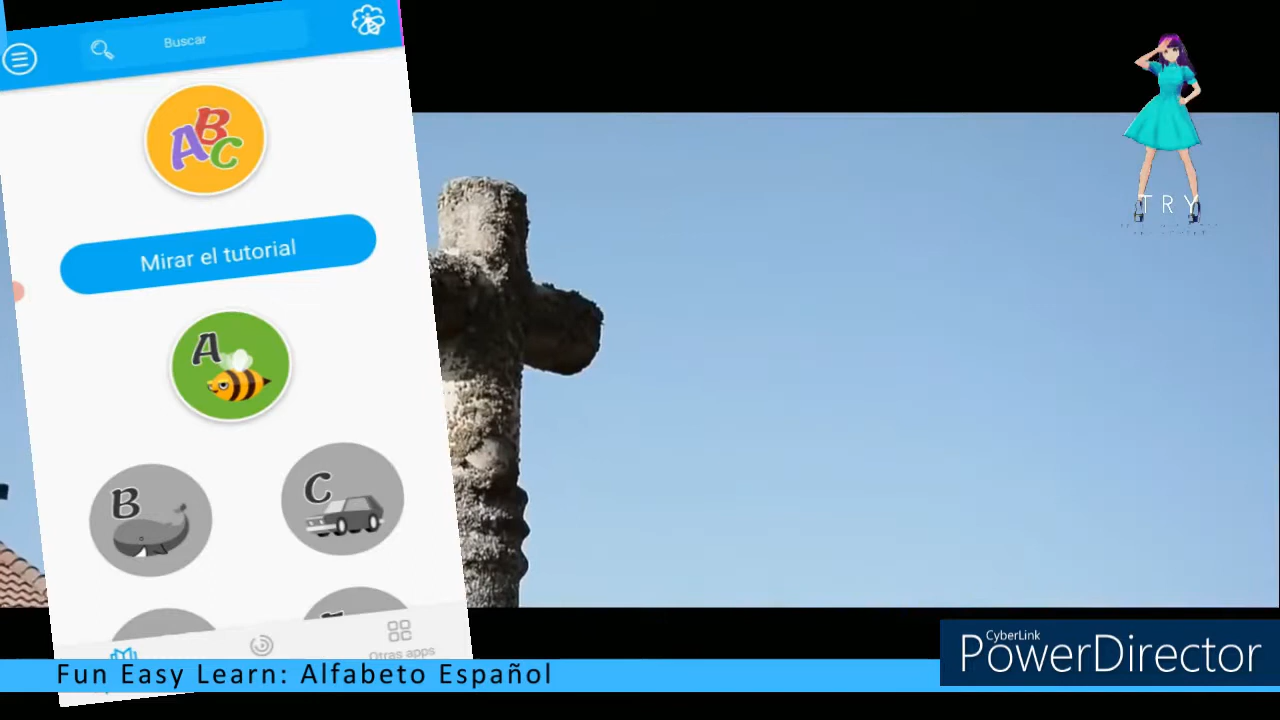 Buscar
ABC
Mirar el tutorial
A
B
C
Otras apps
TRY
Fun Easy Learn: Alfabeto Español
CyberLink
PowerDirector